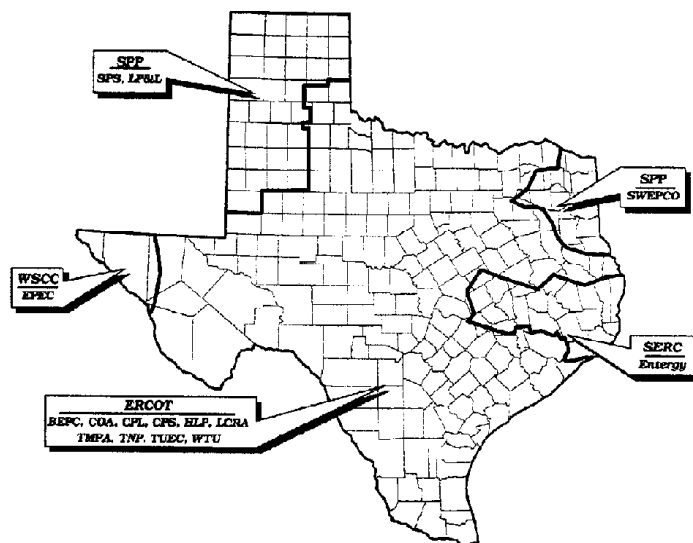 SPP
SPS, LP&L
SPP
SWEPCO
WSCC
EPEC
SERC
Entergy
ERCOT
BEPC, COA, CPL, CPS, HLP, LCRA
TMPA, TNP, TUEC, WTU